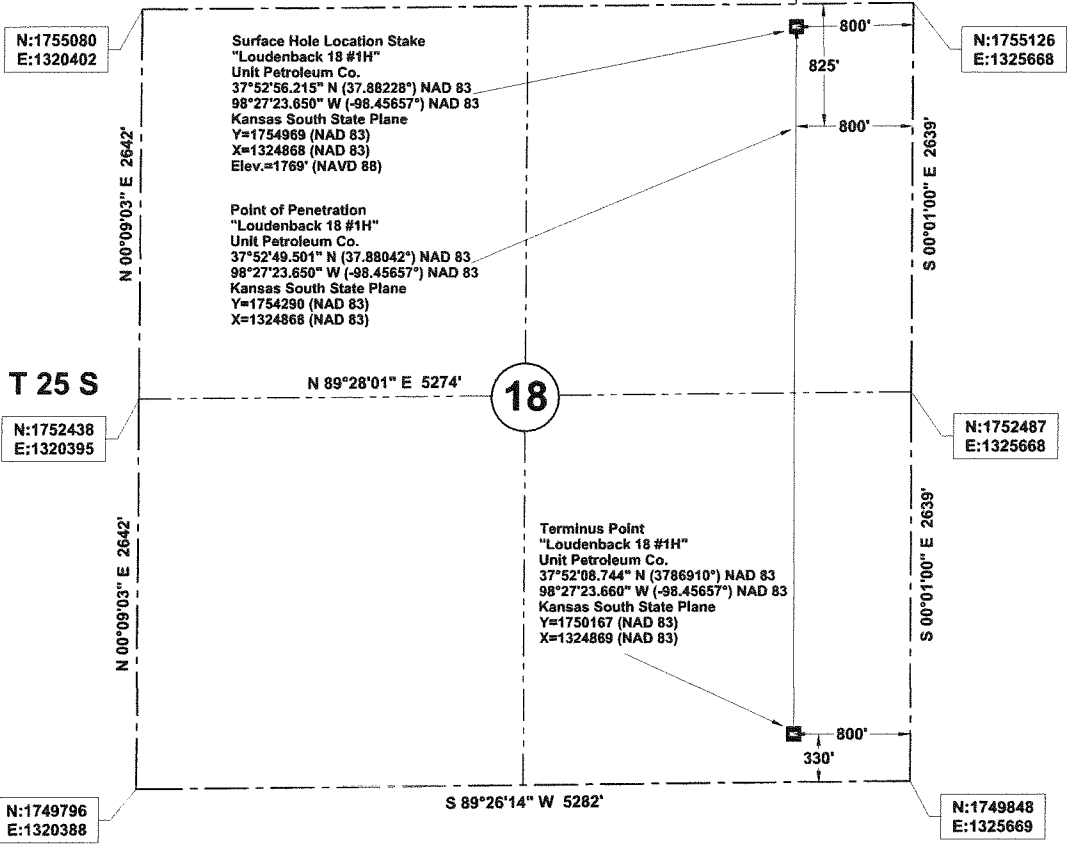 N:1755080
E:1320402
Surface Hole Location Stake
"Loudenback 18 #1H"
Unit Petroleum Co.
37°52'56.215" N (37.88228°) NAD 83
98°27'23.650" W (-98.45657°) NAD 83
Kansas South State Plane
Y=1754969 (NAD 83)
X=1324868 (NAD 83)
Elev.=1769' (NAVD 88)
800'
825'
800'
N:1755126
E:1325668
N 00°09'03" E 2642'
S 00°01'00" E 2639'
Point of Penetration
"Loudenback 18 #1H"
Unit Petroleum Co.
37°52'49.501" N (37.88042°) NAD 83
98°27'23.650" W (-98.45657°) NAD 83
Kansas South State Plane
Y=1754290 (NAD 83)
X=1324868 (NAD 83)
T 25 S
N 89°28'01" E 5274'
18
N:1752438
E:1320395
N:1752487
E:1325668
N 00°09'03" E 2642'
S 00°01'00" E 2639'
Terminus Point
"Loudenback 18 #1H"
Unit Petroleum Co.
37°52'08.744" N (3786910°) NAD 83
98°27'23.660" W (-98.45657°) NAD 83
Kansas South State Plane
Y=1750167 (NAD 83)
X=1324869 (NAD 83)
800'
330'
N:1749796
E:1320388
S 89°26'14" W 5282'
N:1749848
E:1325669